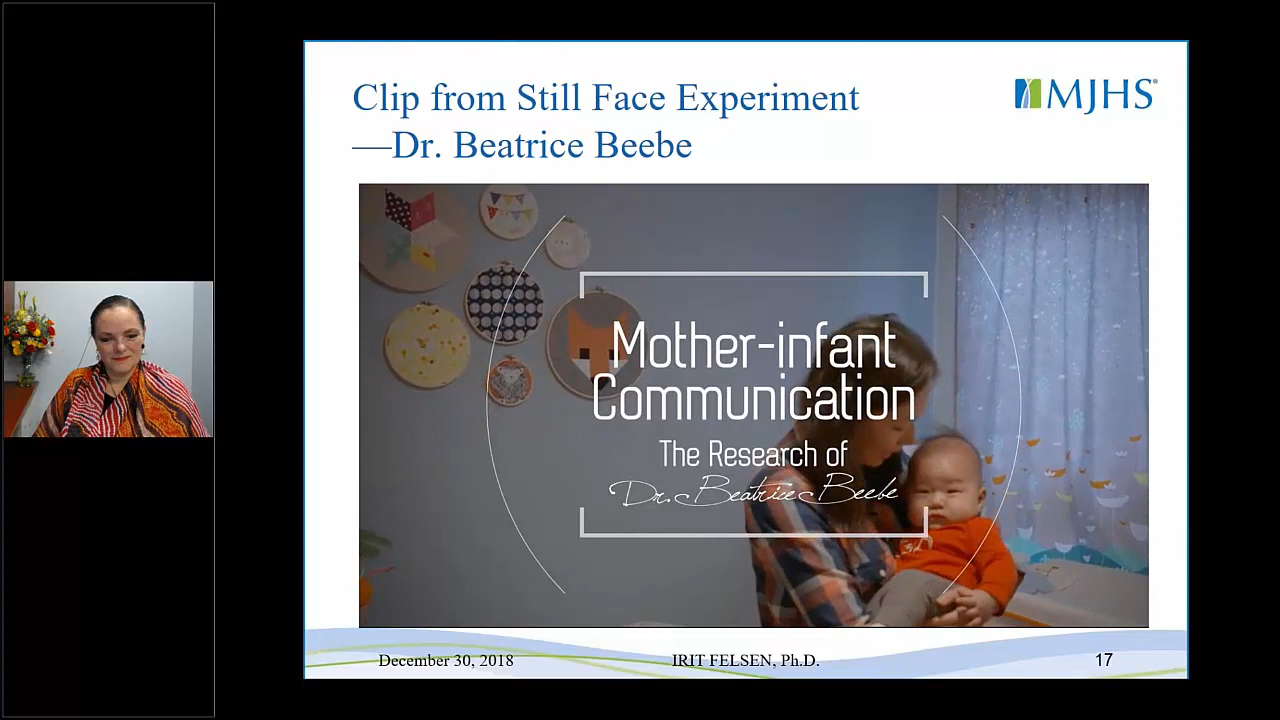 Clip from Still Face Experiment
—Dr. Beatrice Beebe
MJHS®
Mother-infant
Communication
The Research of
Dr. Beatrice Beebe
December 30, 2018
IRIT FELSEN, Ph.D.
17